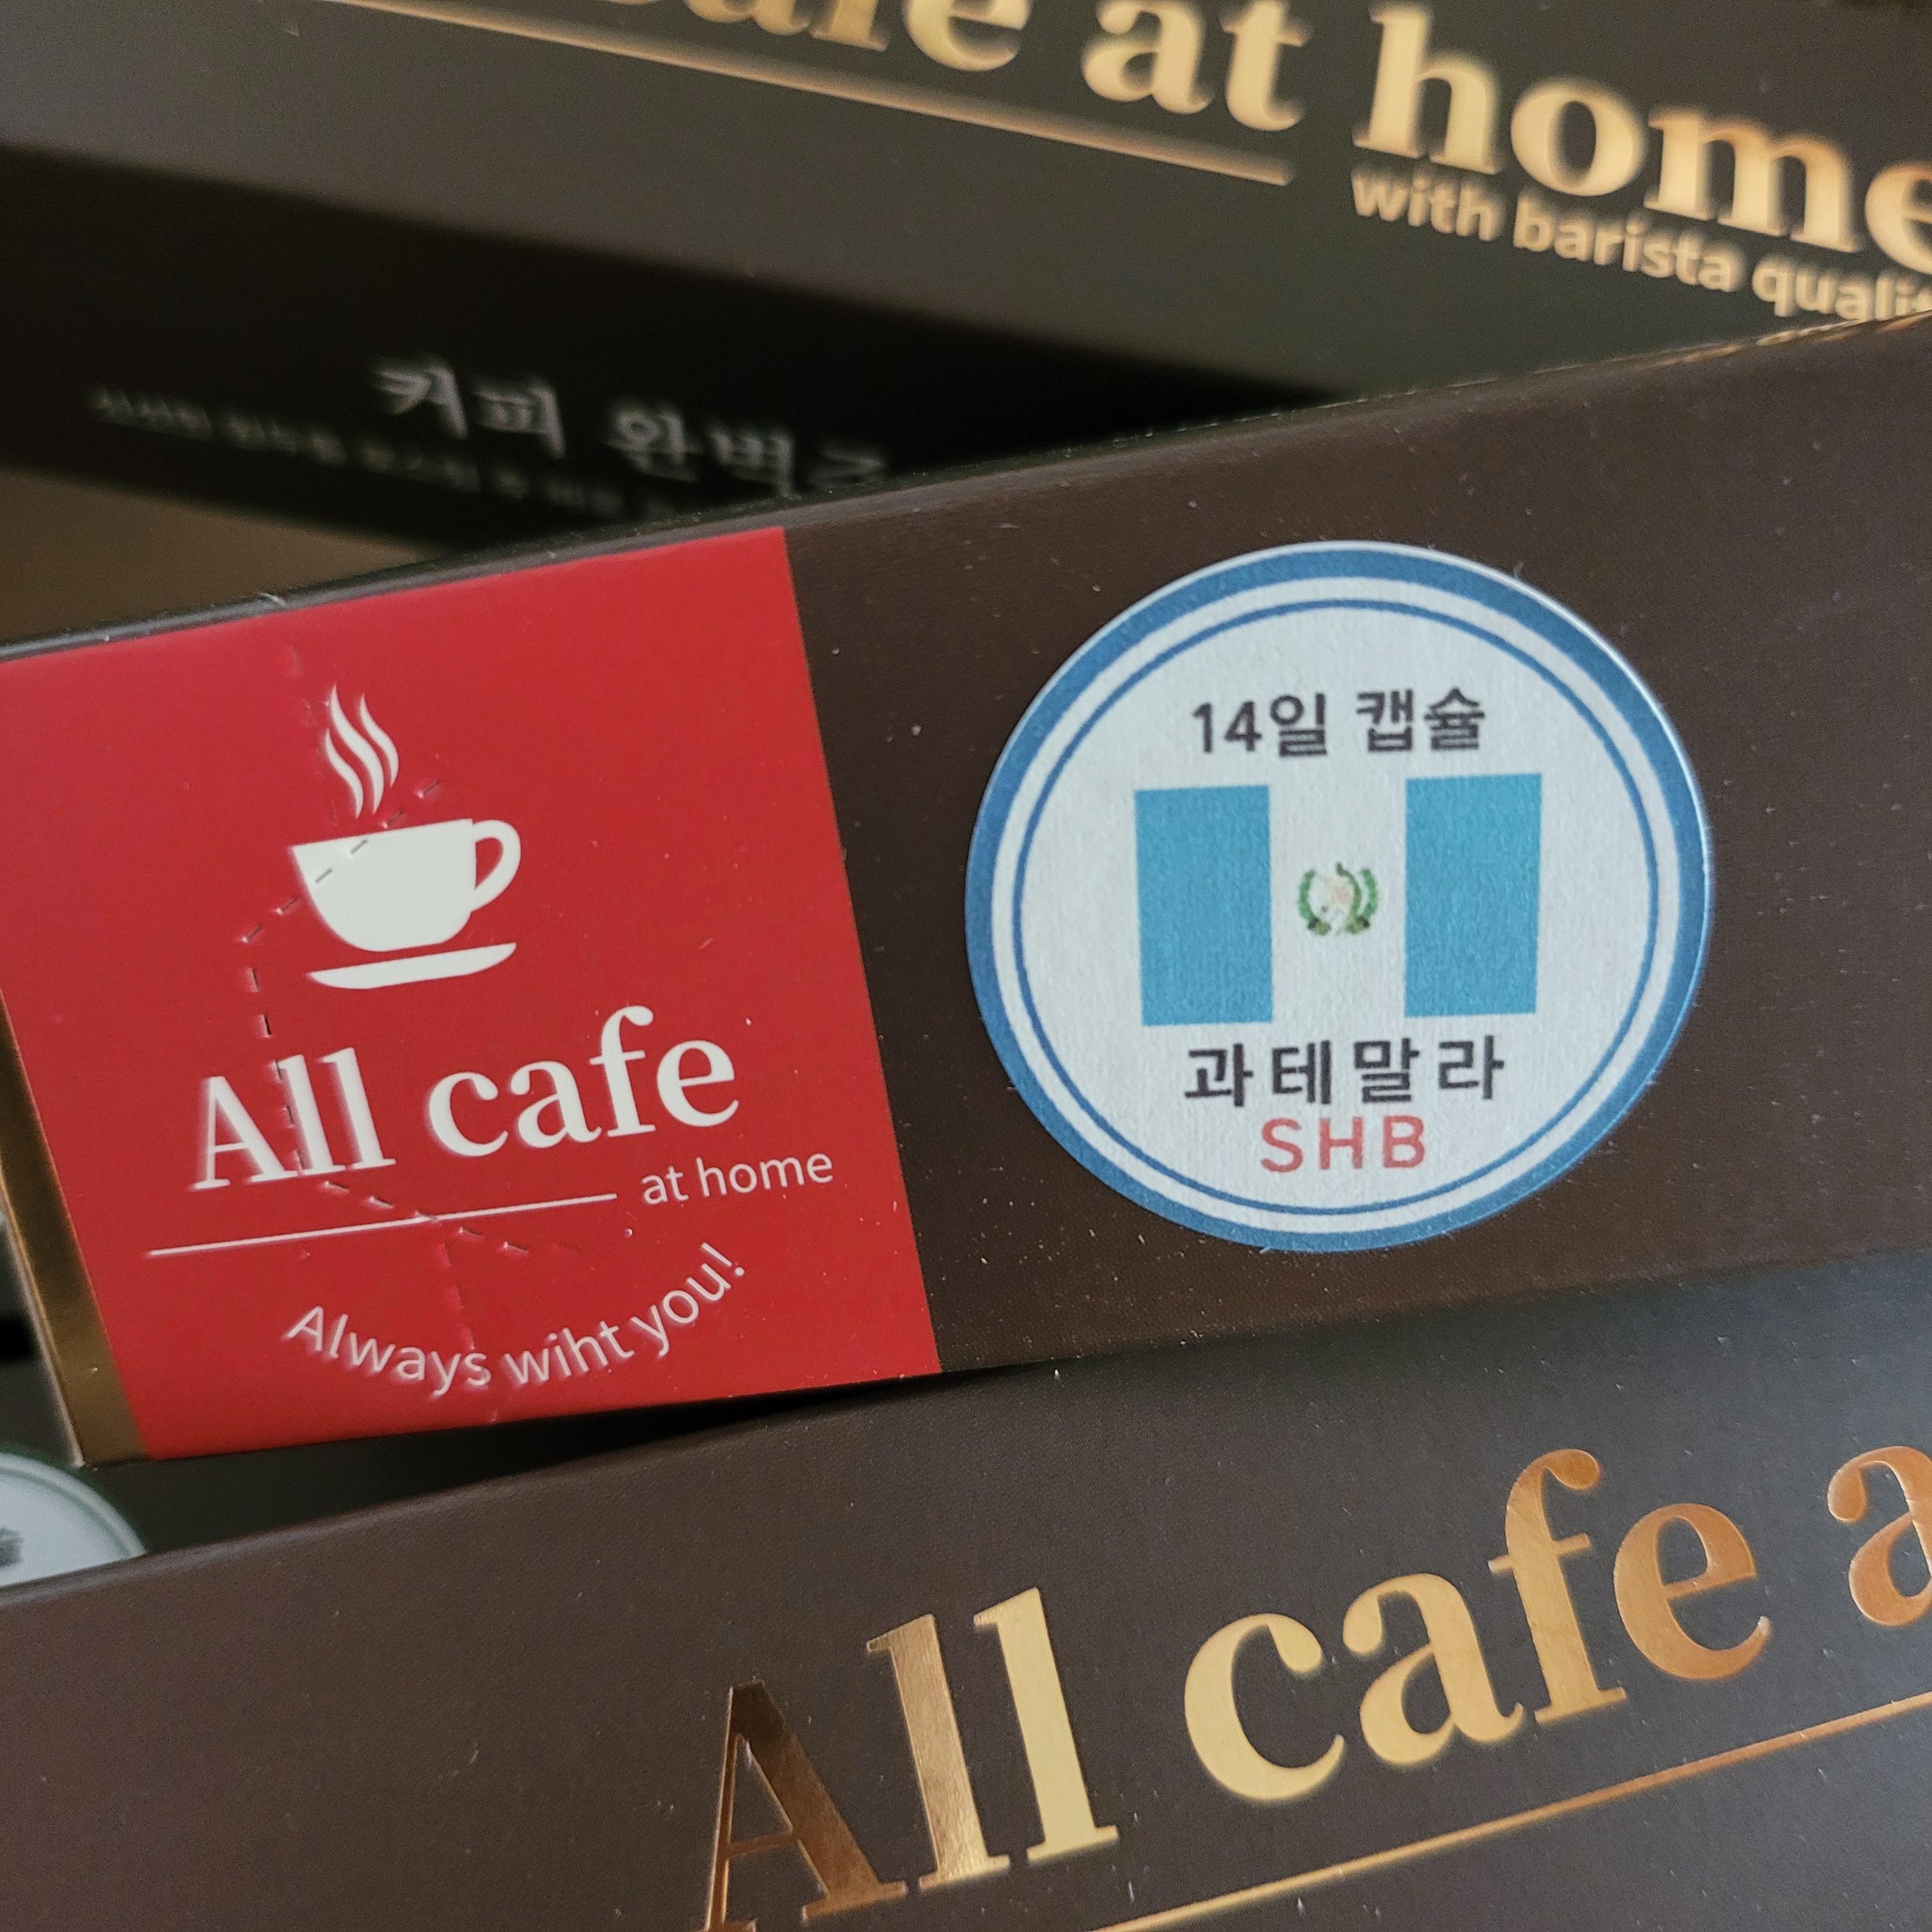 cafe at home
with barista quality
커피 완벽
All cafe
at home
Always wiht you!
14일 캡슐
과테말라
SHB
All cafe a